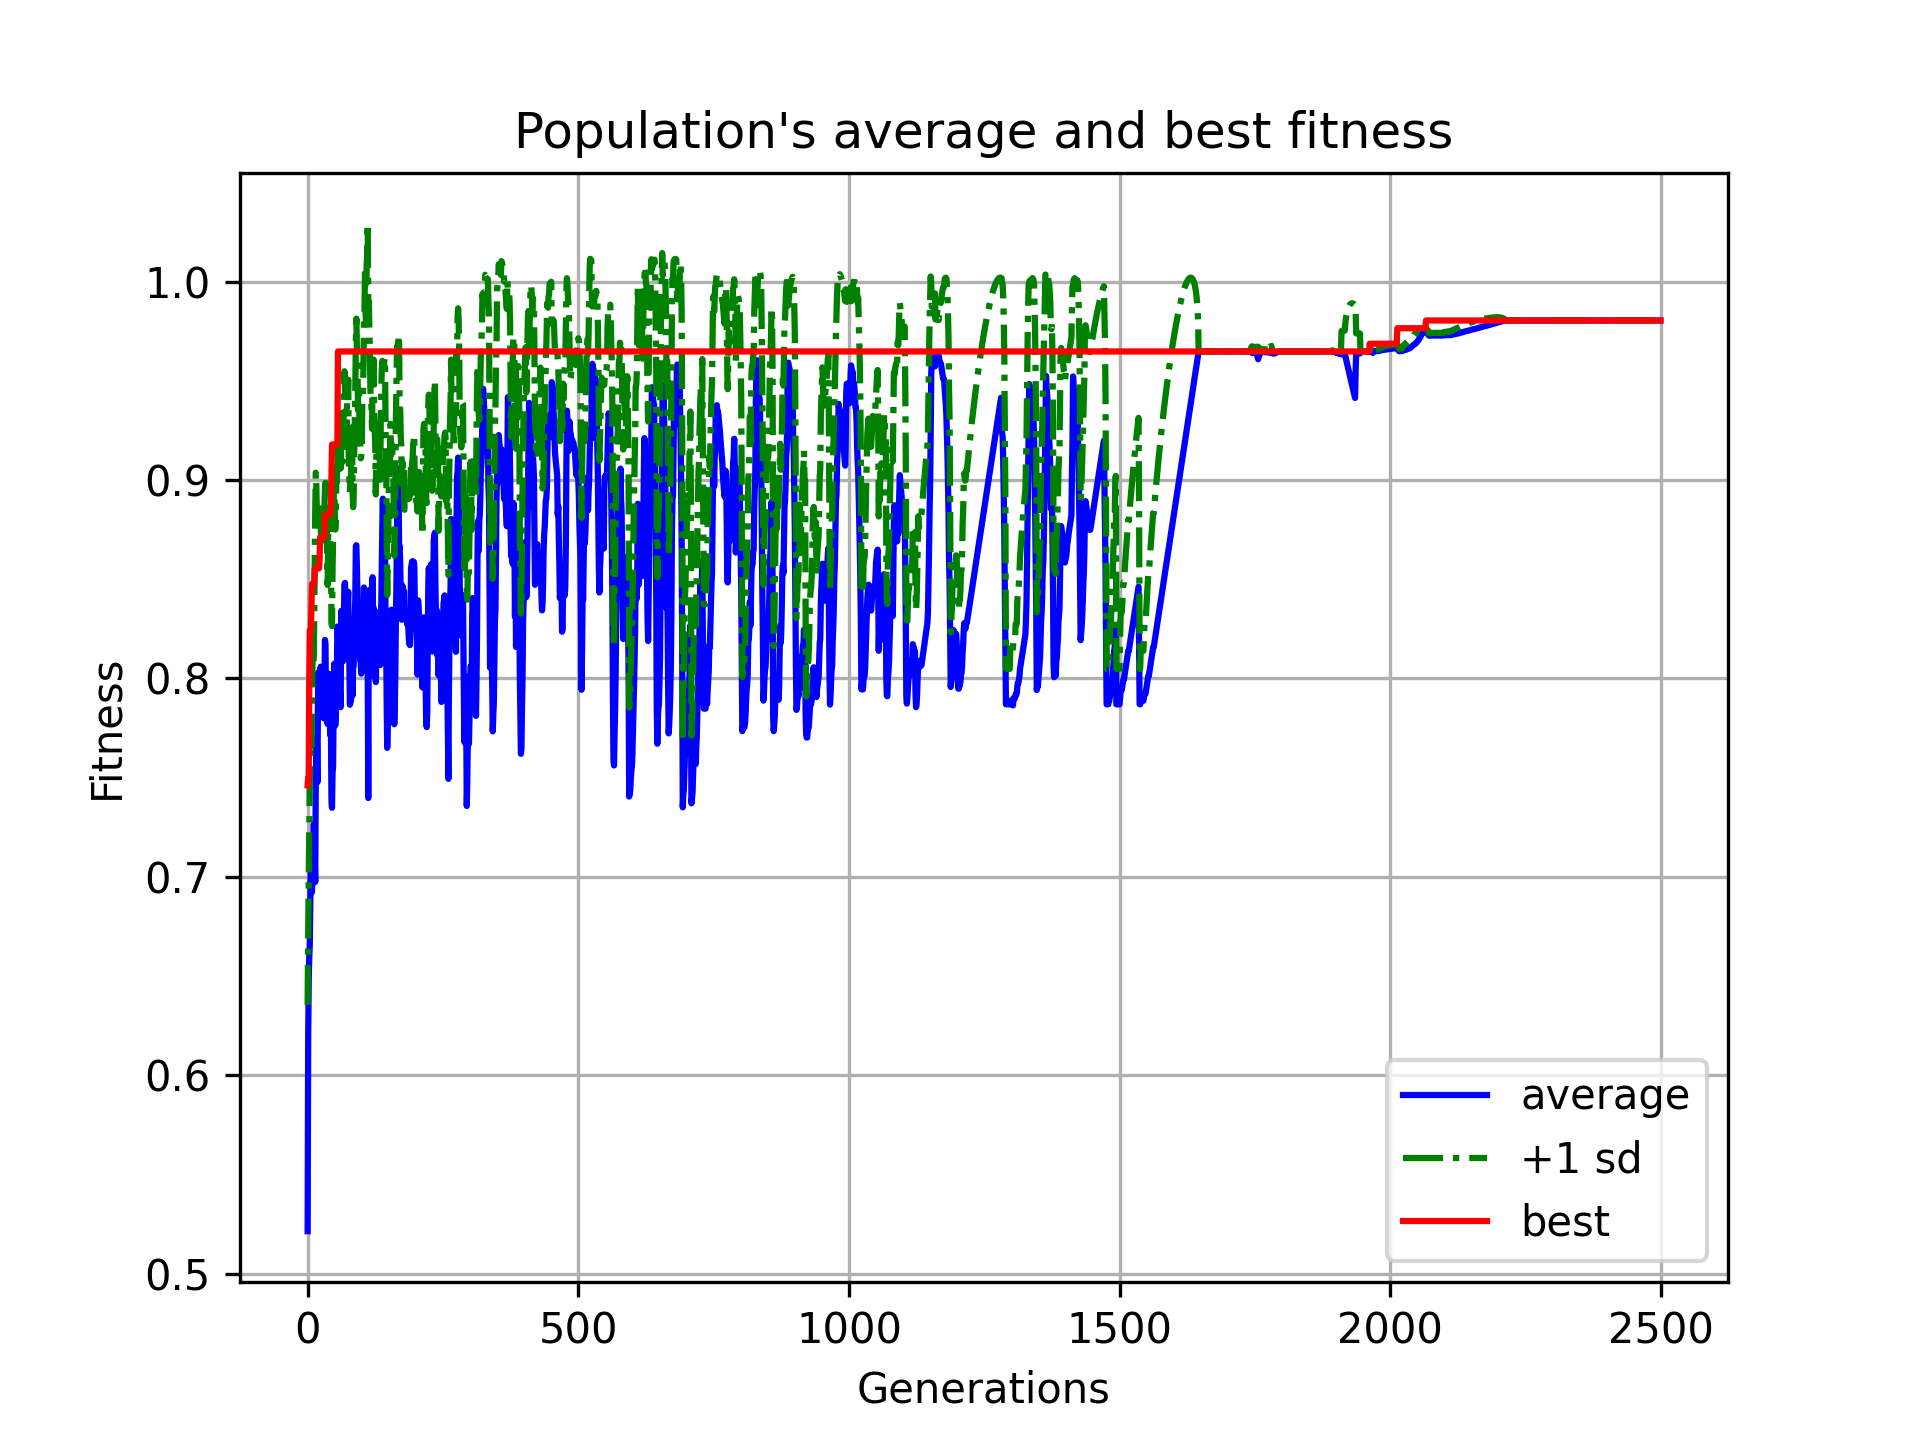 Population's average and best fitness
Fitness
1.0
0.9
0.8
0.7
0.6
0.5
0
500
1000
1500
2000
2500
Generations
average
+1 sd
best